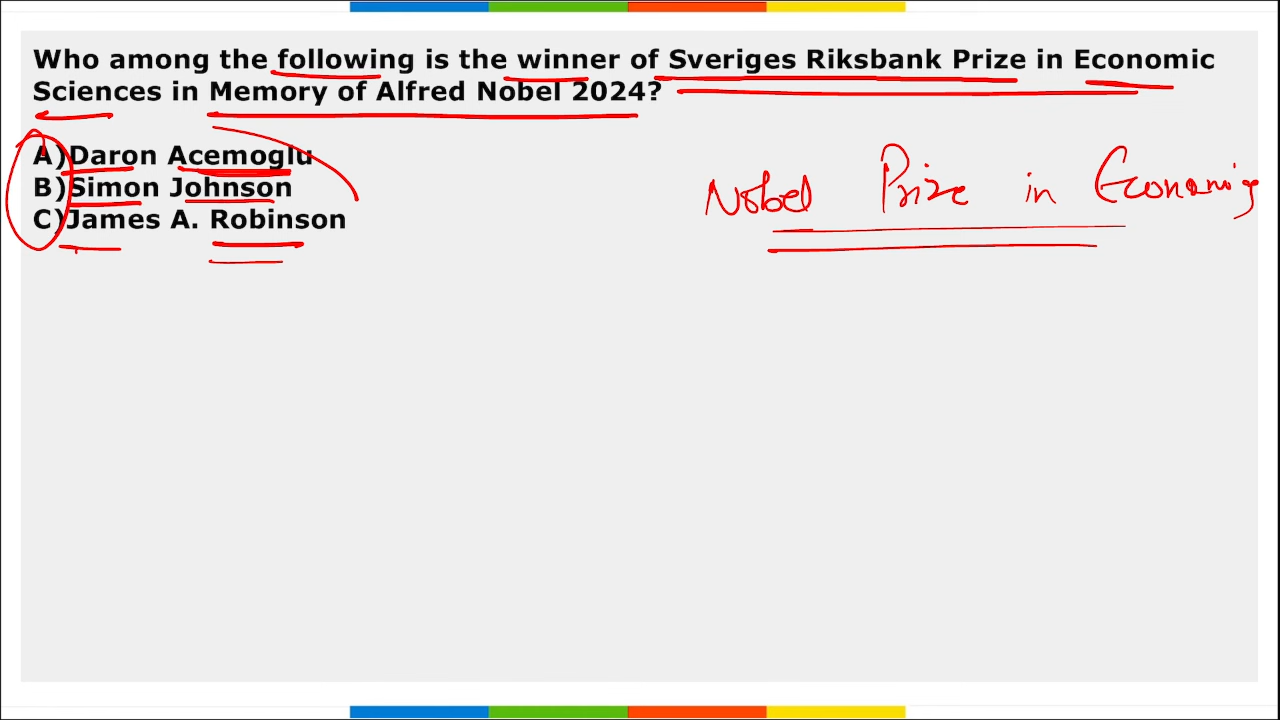 Who among the following is the winner of Sveriges Riksbank Prize in Economic
Sciences in Memory of Alfred Nobel 2024?
A) Daron Acemoglu
B) Simon Johnson
C) James A. Robinson
Nobel Prize in Economics